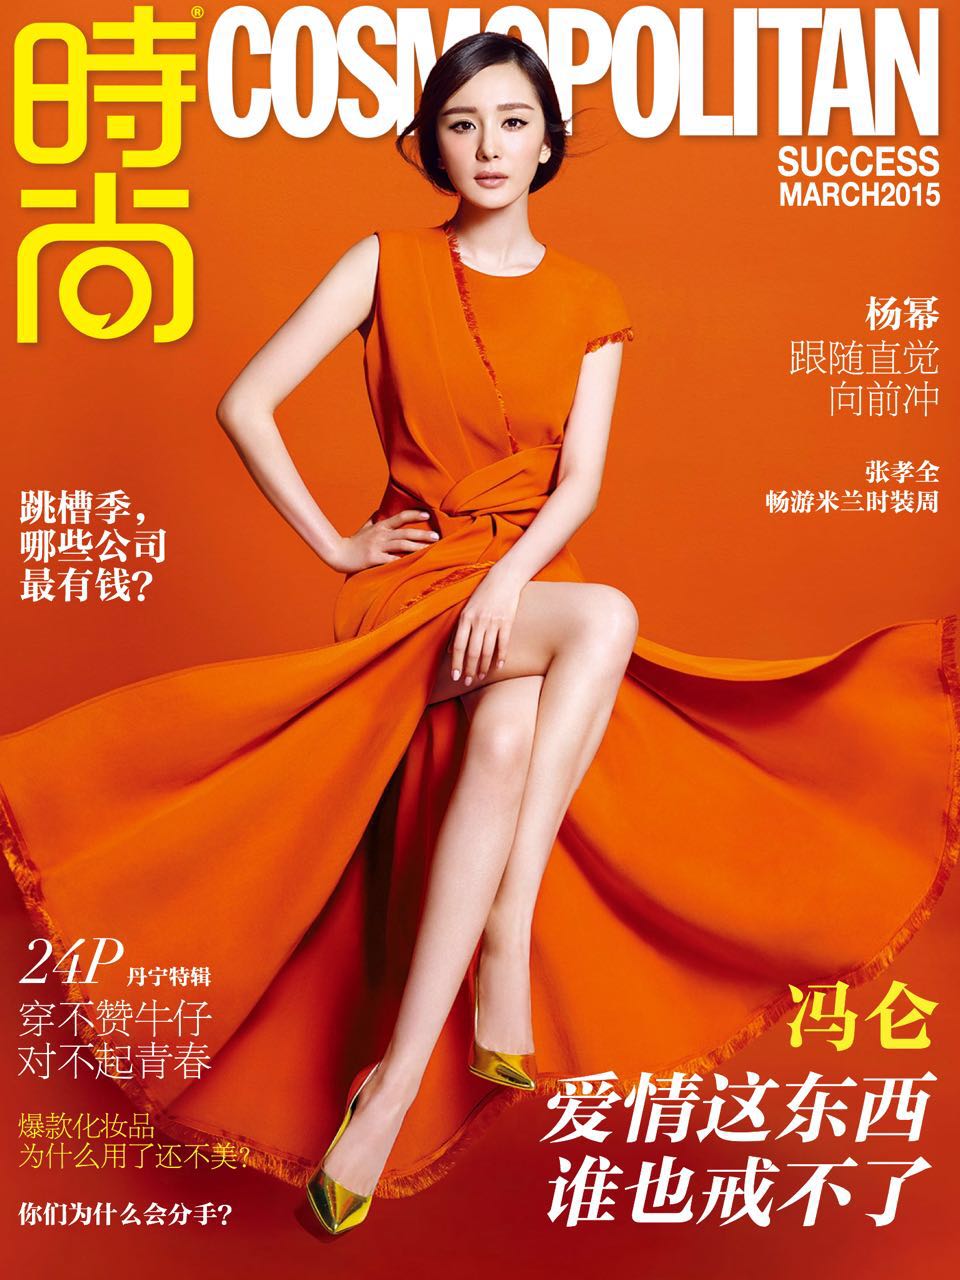 時尚®
COSMOPOLITAN
SUCCESS
MARCH2015
杨幂
跟随直觉
向前冲
张孝全
畅游米兰时装周
跳槽季，
哪些公司
最有钱？
24P 丹宁特辑
穿不赞牛仔
对不起青春
爆款化妆品
为什么用了还不美？
你们为什么会分手？
冯仑
爱情这东西
谁也戒不了